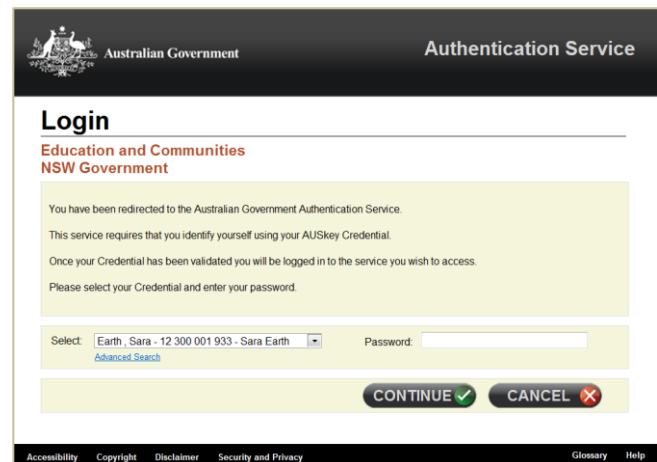 Australian Government
Authentication Service
Login
Education and Communities
NSW Government
You have been redirected to the Australian Government Authentication Service.
This service requires that you identify yourself using your AUSkey Credential.
Once your Credential has been validated you will be logged in to the service you wish to access.
Please select your Credential and enter your password.
Select: Earth , Sara - 12 300 001 933 - Sara Earth Password:
Advanced Search
CONTINUE CANCEL
Accessibility Copyright Disclaimer Security and Privacy Glossary Help